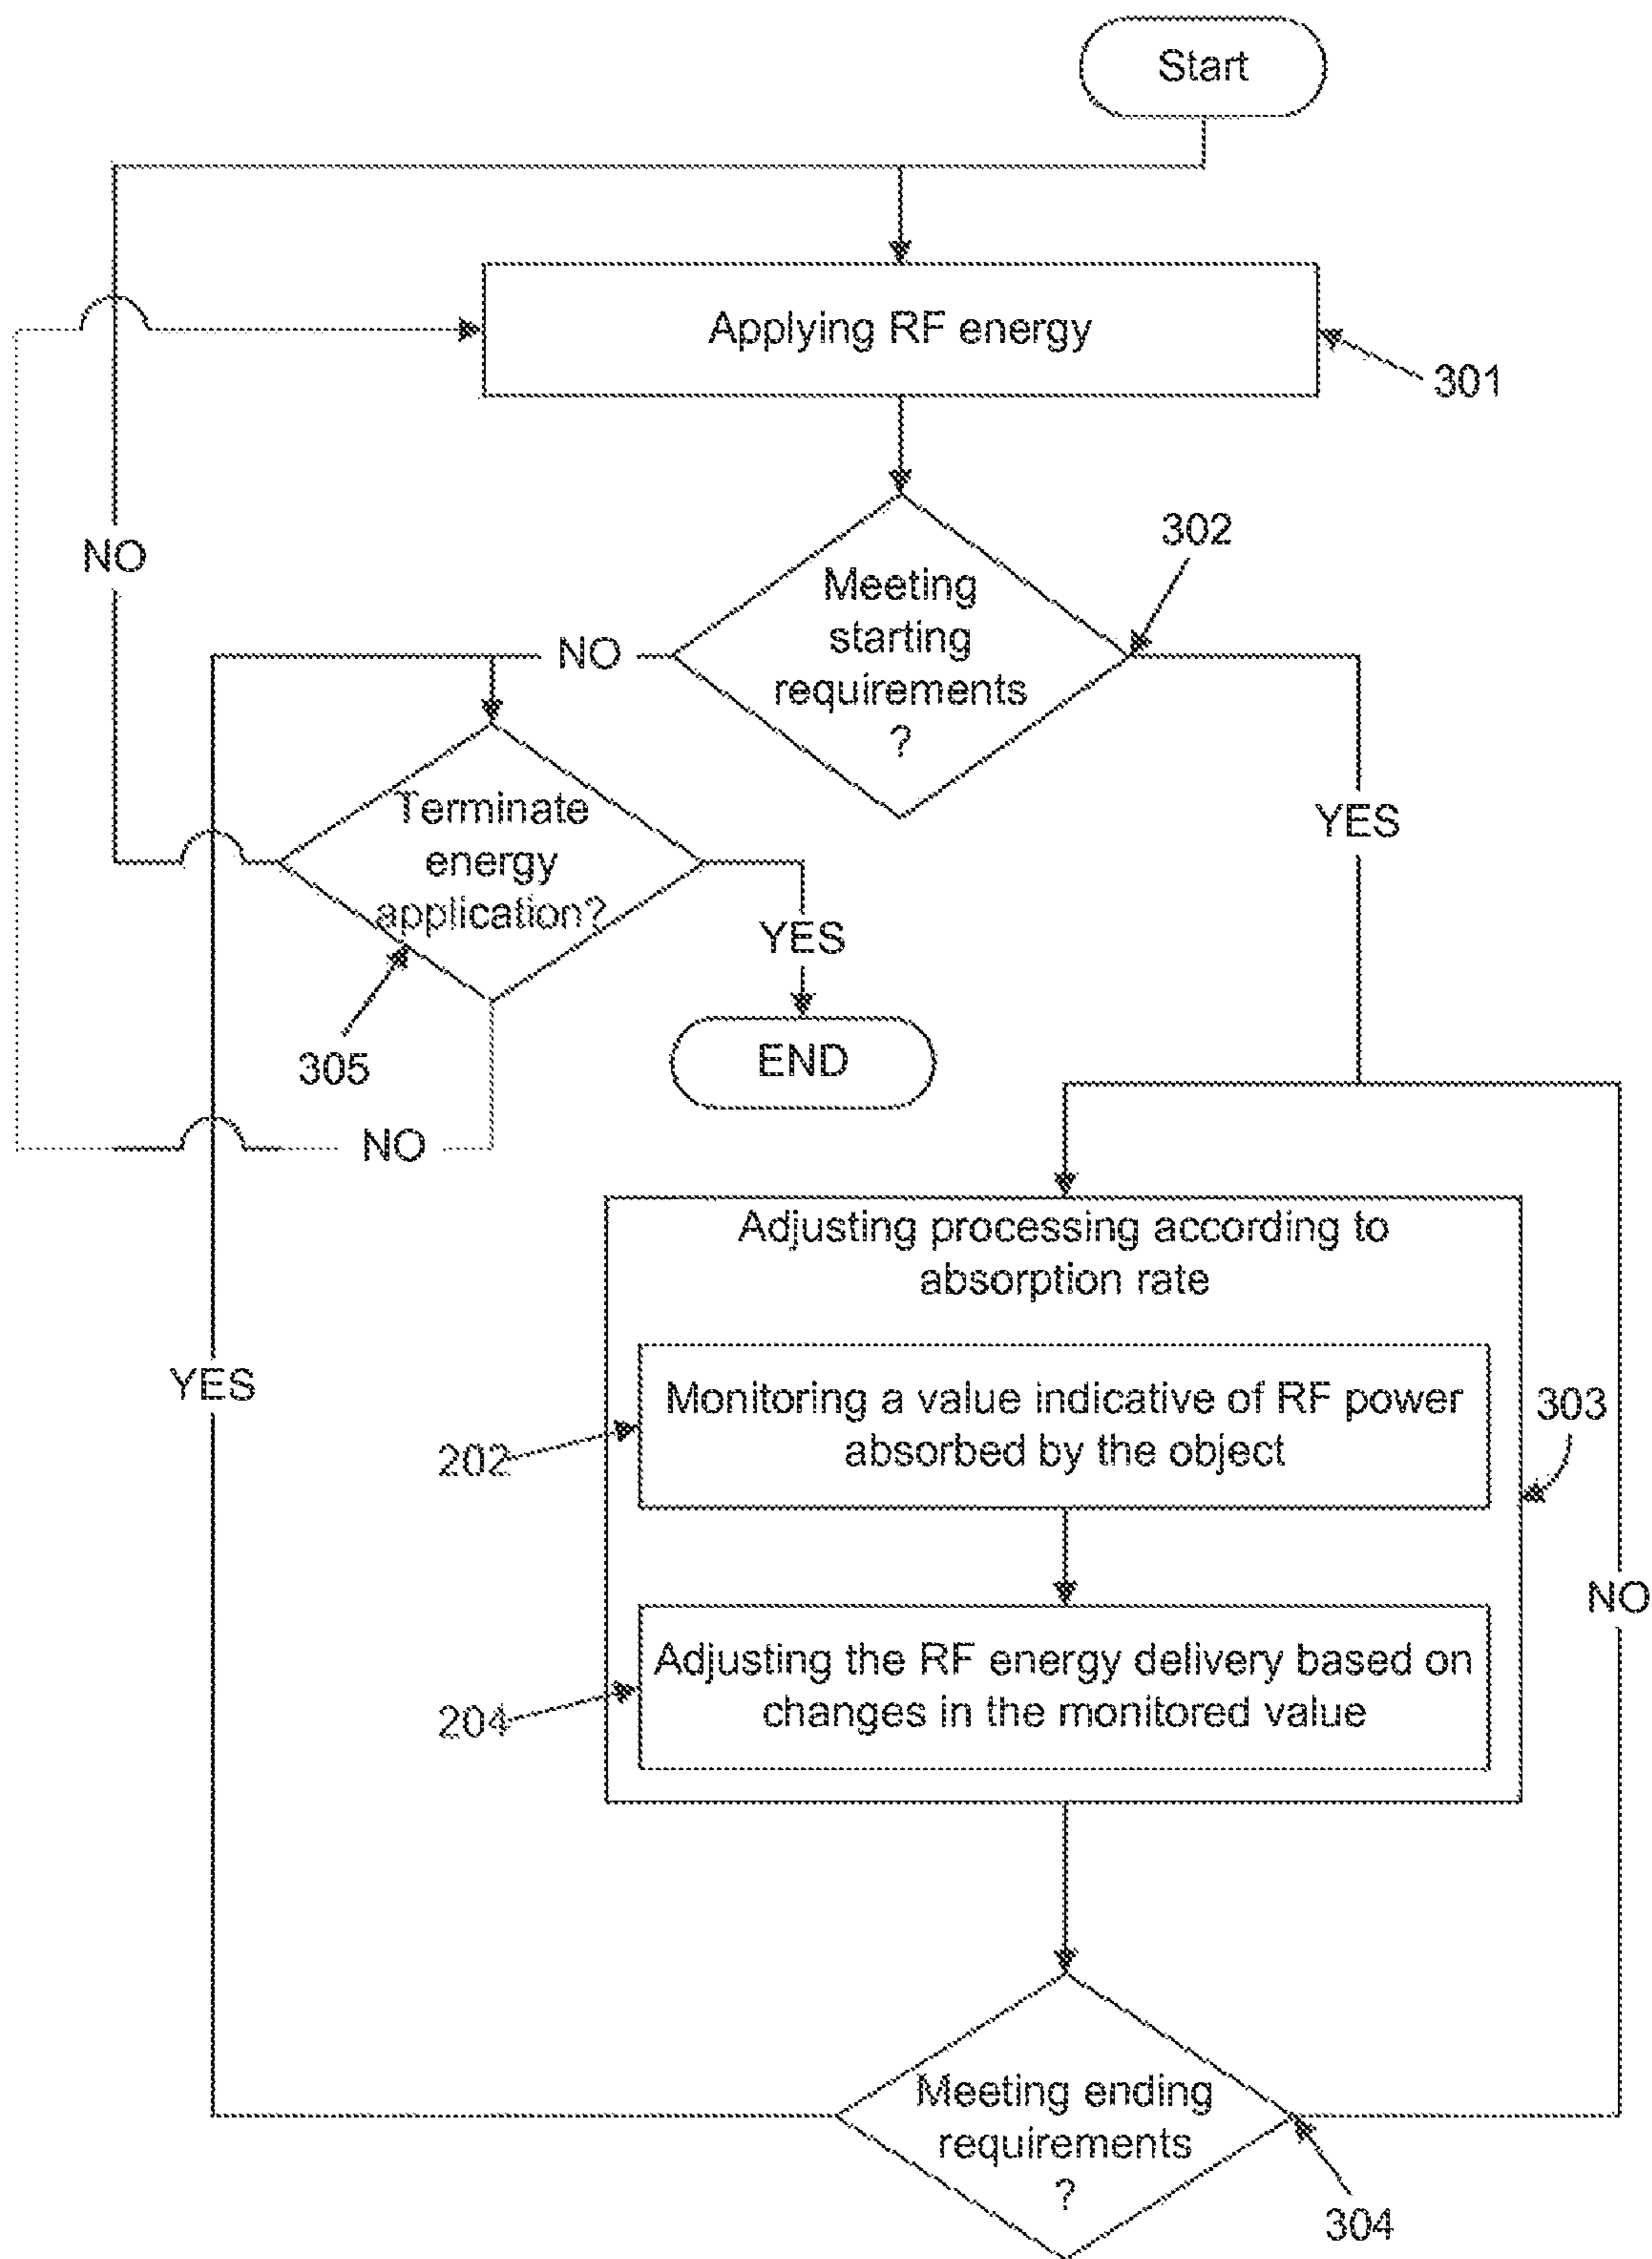 Start
Applying RF energy
301
302
Meeting
starting
requirements
?
NO
NO
YES
Terminate
energy
application?
YES
305
END
NO
Adjusting processing according to
absorption rate
YES
Monitoring a value indicative of RF power
absorbed by the object
303
202
NO
Adjusting the RF energy delivery based on
changes in the monitored value
204
Meeting ending
requirements
?
304